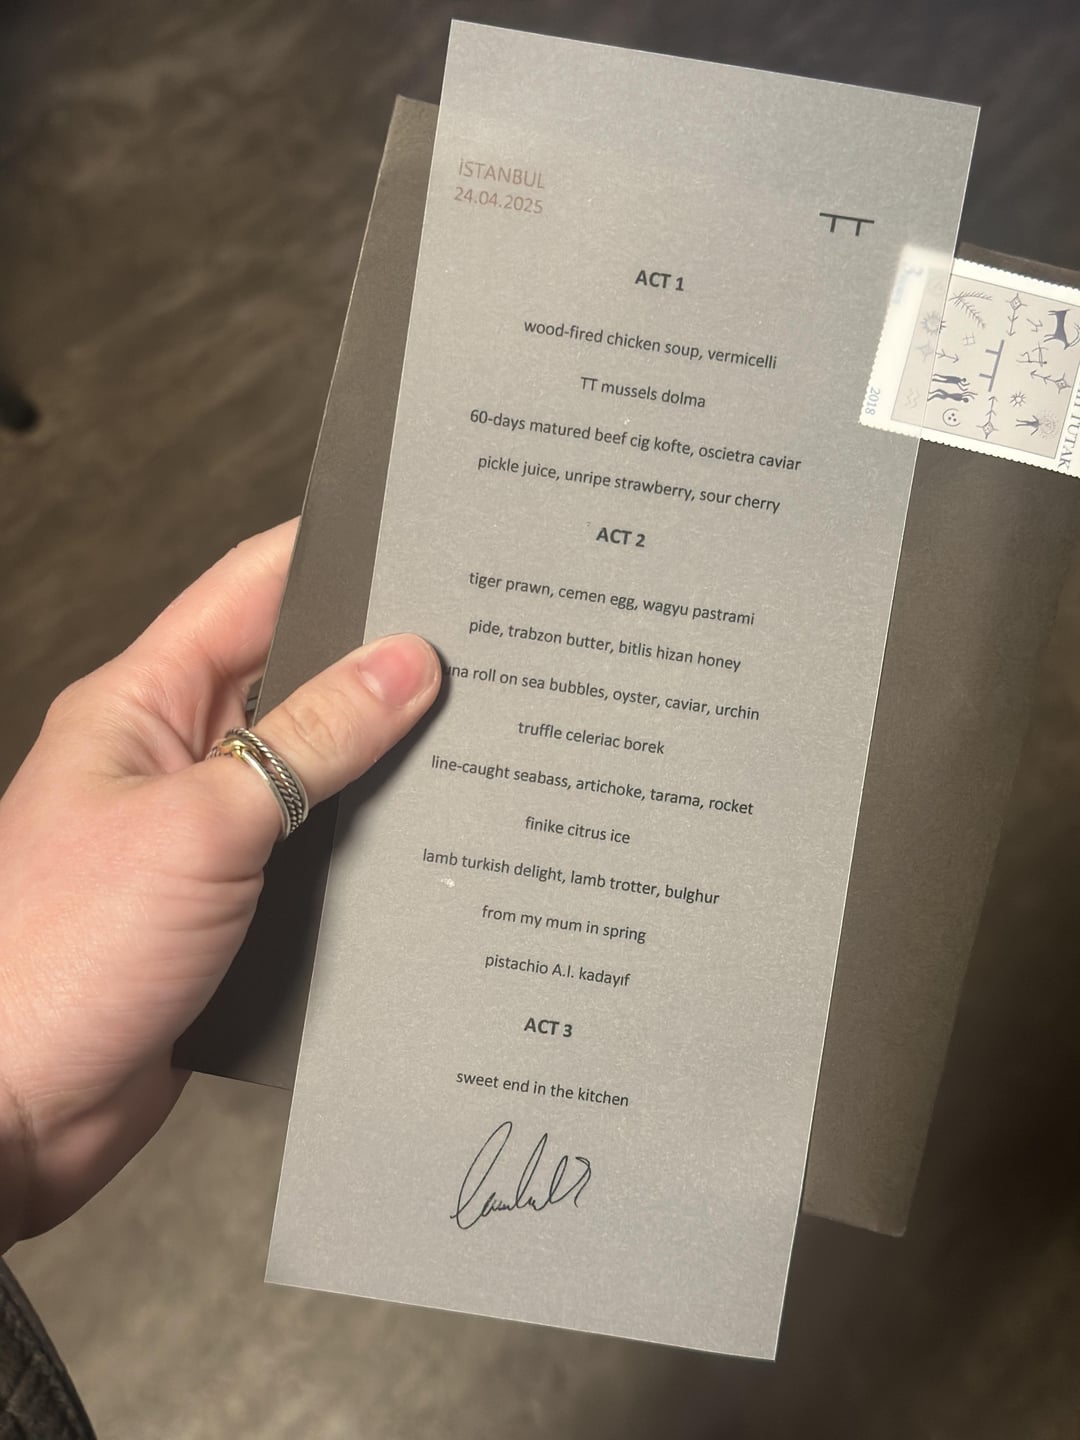 İSTANBUL
24.04.2025
TT
ACT 1
wood-fired chicken soup, vermicelli
TT mussels dolma
60-days matured beef cig kofte, oscietra caviar
pickle juice, unripe strawberry, sour cherry
ACT 2
tiger prawn, cemen egg, wagyu pastrami
pide, trabzon butter, bitlis hizan honey
roll on sea bubbles, oyster, caviar, urchin
truffle celeriac borek
line-caught seabass, artichoke, tarama, rocket
finike citrus ice
lamb turkish delight, lamb trotter, bulghur
from my mum in spring
pistachio A.I. kadayıf
ACT 3
sweet end in the kitchen
2018